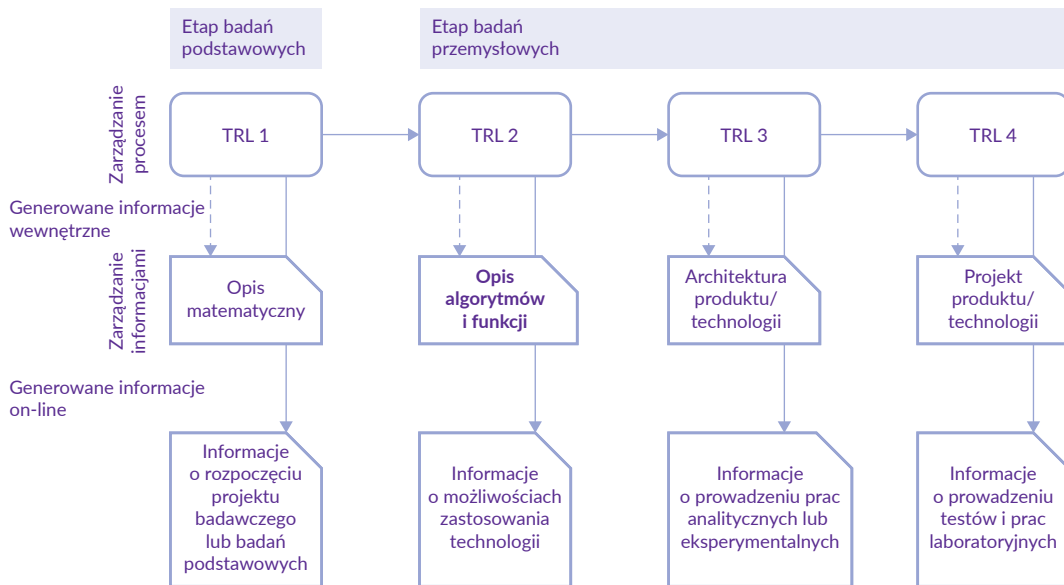 Etap badań
podstawowych
Etap badań
przemysłowych
Zarządzanie
procesem
TRL 1
TRL 2
TRL 3
TRL 4
Generowane informacje
wewnętrzne
Zarządzanie
informacjami
Opis
matematyczny
Opis
algorytmów
i funkcji
Architektura
produktu/
technologii
Projekt
produktu/
technologii
Generowane informacje
on-line
Informacje
o rozpoczęciu
projektu
badawczego
lub badań
podstawowych
Informacje
o możliwościach
zastosowania
technologii
Informacje
o prowadzeniu prac
analitycznych lub
eksperymentalnych
Informacje
o prowadzeniu
testów i prac
laboratoryjnych